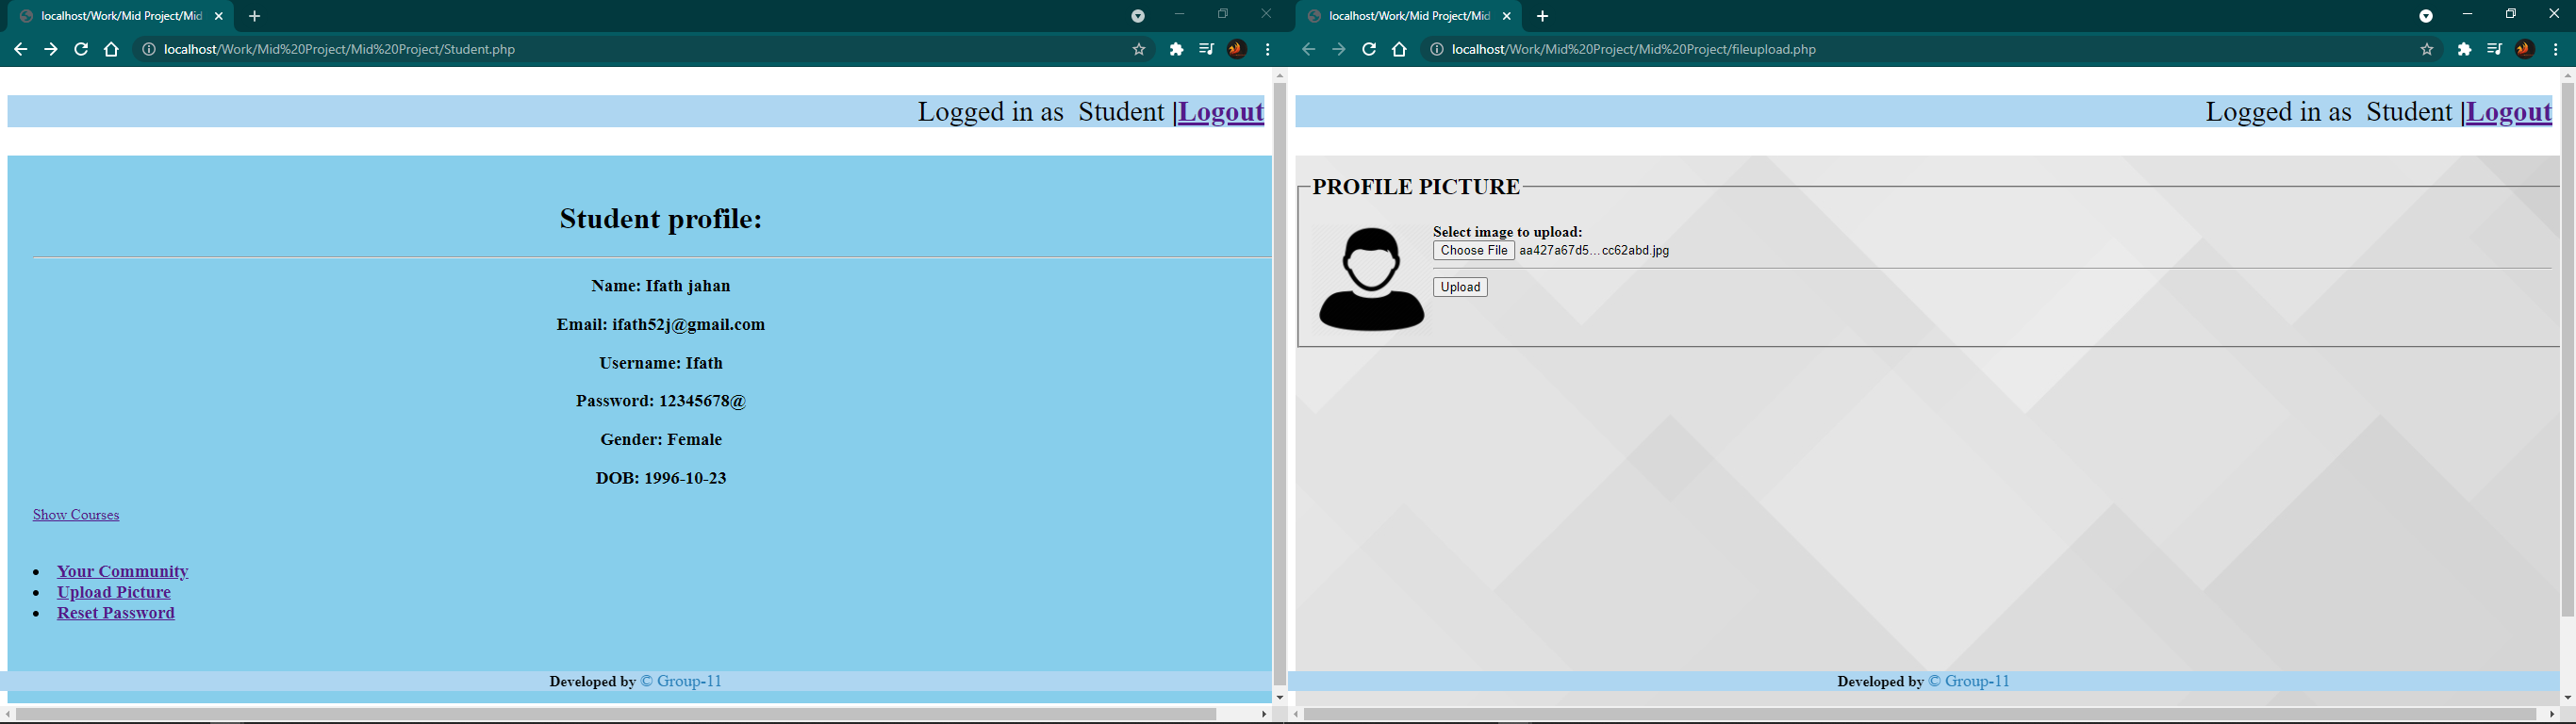 localhost/Work/Mid Project/Mid
localhost/Work/Mid%20Project/Mid%20Project/Student.php
Logged in as  Student |Logout
Student profile:
Name: Ifath jahan
Email: ifath52j@gmail.com
Username: Ifath
Password: 12345678@
Gender: Female
DOB: 1996-10-23
Show Courses
Your Community
Upload Picture
Reset Password
Developed by © Group-11
localhost/Work/Mid Project/Mid
localhost/Work/Mid%20Project/Mid%20Project/fileupload.php
Logged in as  Student |Logout
PROFILE PICTURE
Select image to upload:
Choose File aa427a67d5...cc62abd.jpg
Upload
Developed by © Group-11